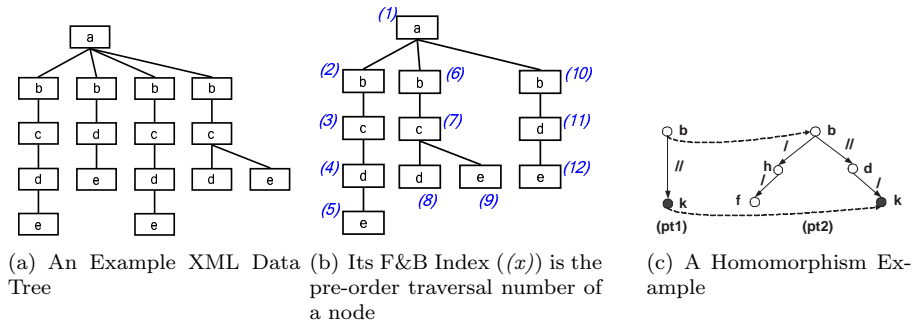 a
b b b b
c d c c
d e d d e
e e
(1) a
(2) b b (6) b (10)
(3) c c (7) d (11)
(4) d d e e (12)
(8) (9)
(5) e
b b
/ //
// h d
/ /
k f k
(pt1) (pt2)
(a) An Example XML Data
Tree
(b) Its F&B Index ((x)) is the
pre-order traversal number of
a node
(c) A Homomorphism Ex-
ample